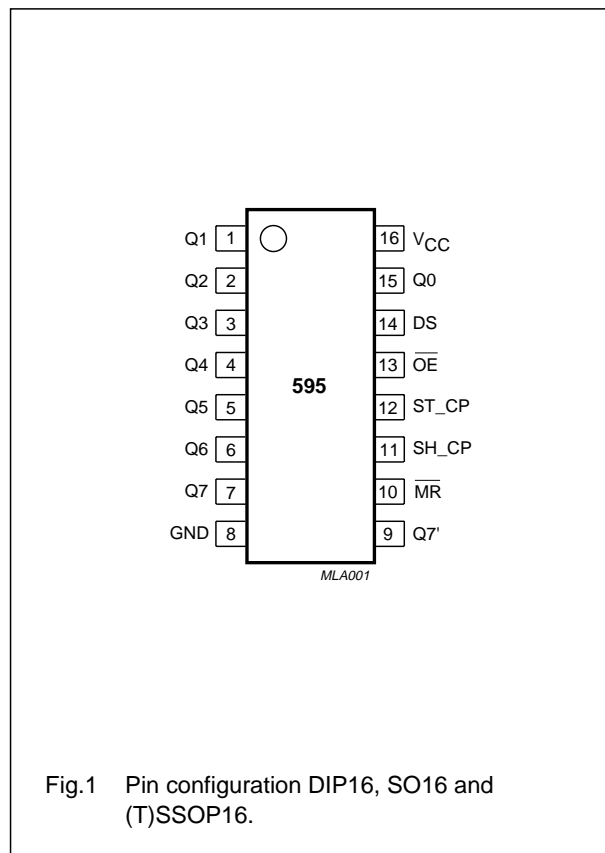 Q1 1 16 VCC
Q2 2 15 Q0
Q3 3 14 DS
Q4 4 13 O̅E̅
595
Q5 5 12 ST_CP
Q6 6 11 SH_CP
Q7 7 10 M̅R̅
GND 8 9 Q7'
MLA001
Fig.1 Pin configuration DIP16, SO16 and
(T)SSOP16.